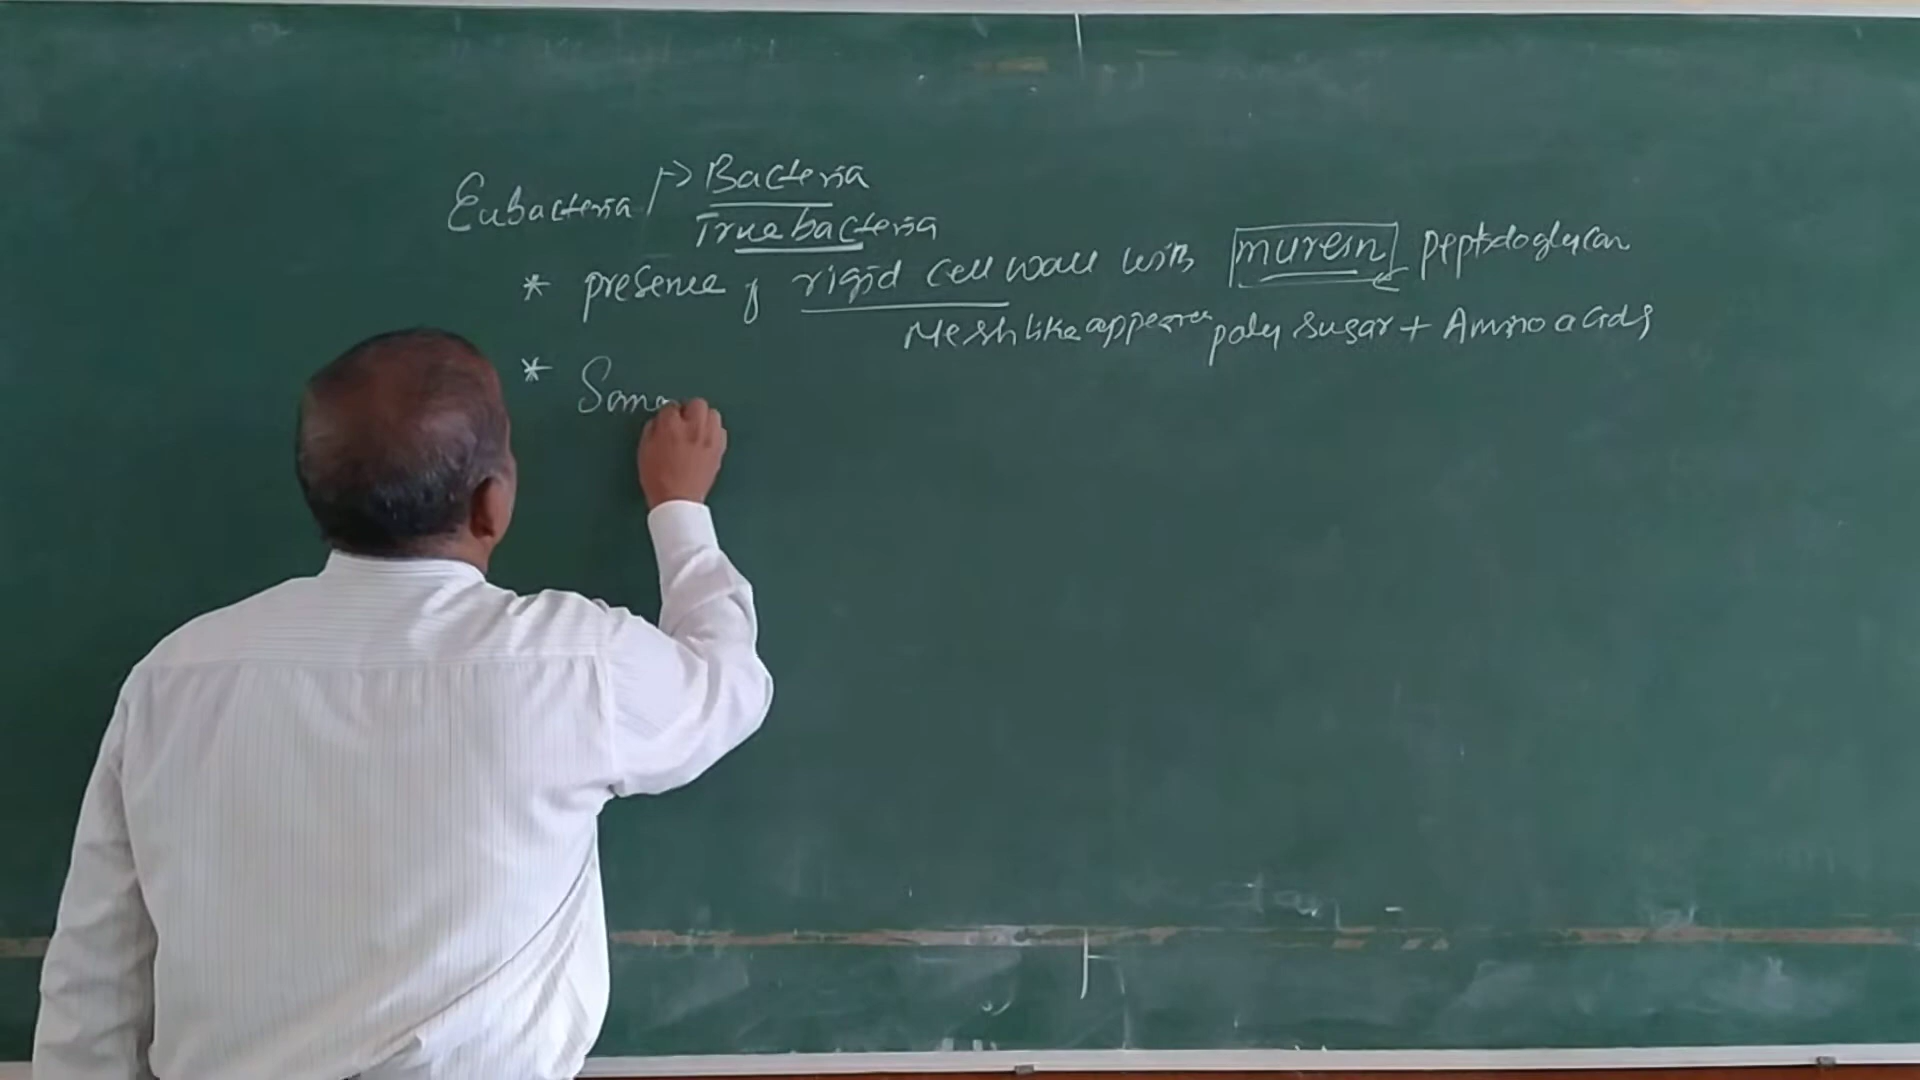 Eubacteria |-> Bacteria
True bacteria
* presence of rigid cell wall with murein peptidoglycan
Mesh like appearance poly sugar + Amino acids
* Some